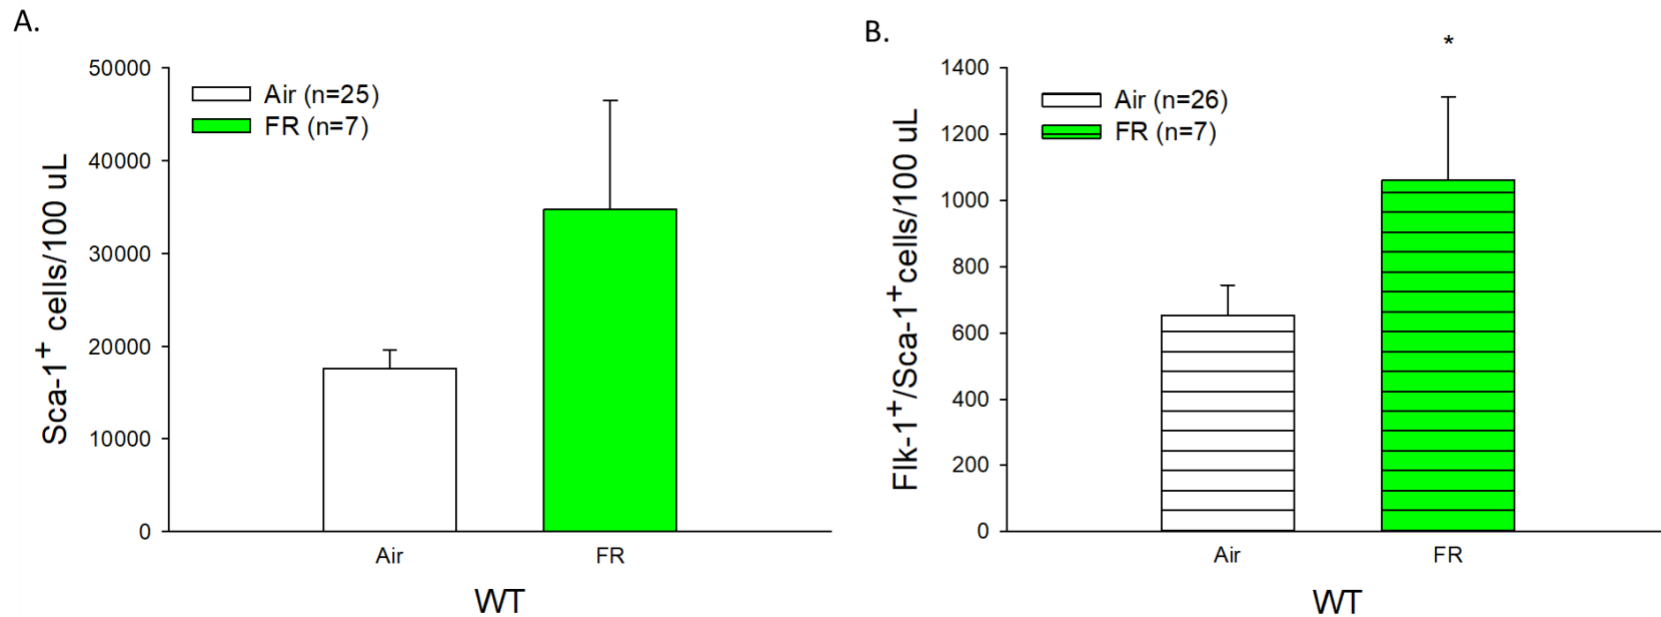 A.
50000
40000
30000
20000
10000
0
Sca-1⁺ cells/100 uL
Air (n=25)
FR (n=7)
Air
FR
WT
B.
*
1400
1200
1000
800
600
400
200
0
Flk-1⁺/Sca-1⁺cells/100 uL
Air (n=26)
FR (n=7)
Air
FR
WT